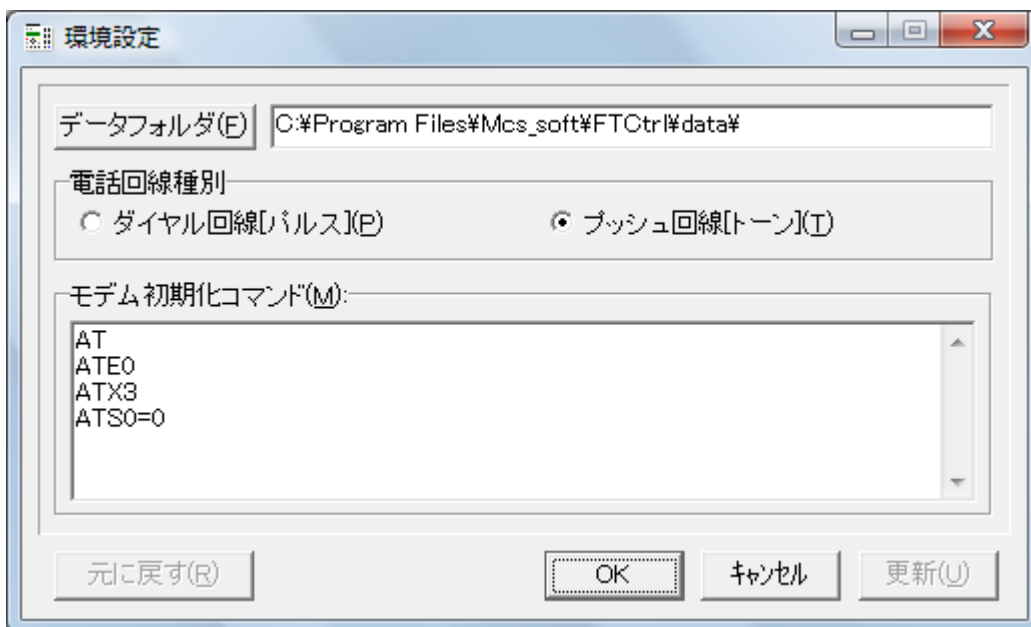 環境設定
データフォルダ(F) C:¥Program Files¥Mcs_soft¥FTCtrl¥data¥
電話回線種別
ダイヤル回線[パルス](P) プッシュ回線[トーン](T)
モデム初期化コマンド(M):
AT
ATE0
ATX3
ATS0=0
元に戻す(R) OK キャンセル 更新(U)